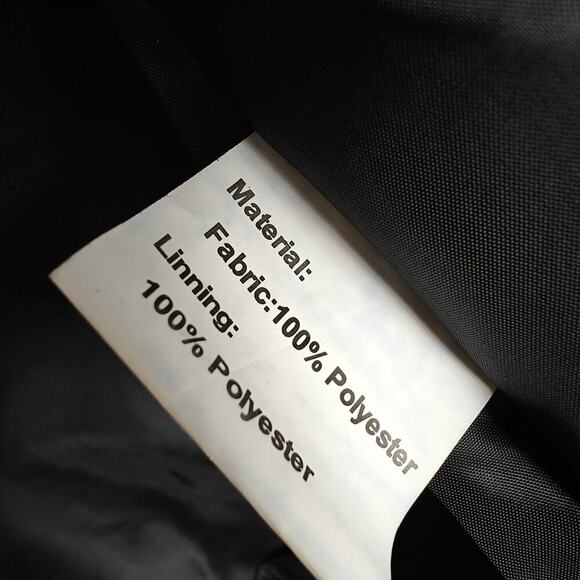 Material:
Fabric:100% Polyester
Linning:
100% Polyester